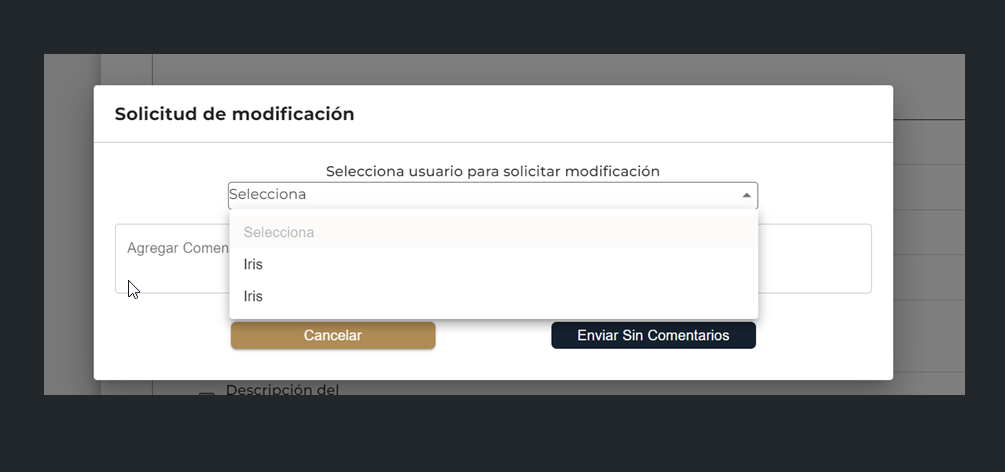 Solicitud de modificación
Selecciona usuario para solicitar modificación
Selecciona
Selecciona
Agregar Comen
Iris
Iris
Cancelar
Enviar Sin Comentarios
Descripción del